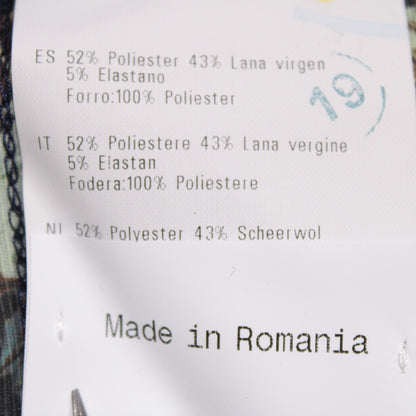 ES 52% Poliester 43% Lana virgen
5% Elastano
Forro:100% Poliester
19
IT 52% Poliestere 43% Lana vergine
5% Elastan
Fodera:100% Poliestere
NL 52% Polyester 43% Scheerwol
Made in Romania